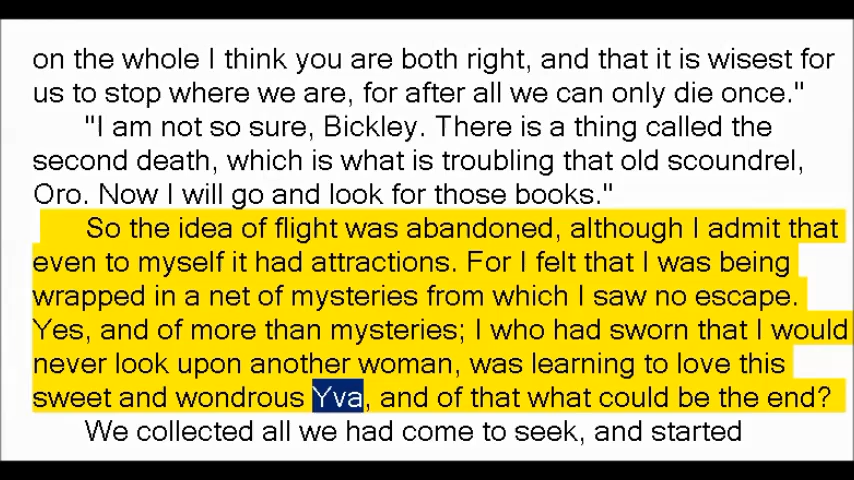 on the whole I think you are both right, and that it is wisest for
us to stop where we are, for after all we can only die once."
"I am not so sure, Bickley. There is a thing called the
second death, which is what is troubling that old scoundrel,
Oro. Now I will go and look for those books."
So the idea of flight was abandoned, although I admit that
even to myself it had attractions. For I felt that I was being
wrapped in a net of mysteries from which I saw no escape.
Yes, and of more than mysteries; I who had sworn that I would
never look upon another woman, was learning to love this
sweet and wondrous Yva, and of that what could be the end?
We collected all we had come to seek, and started